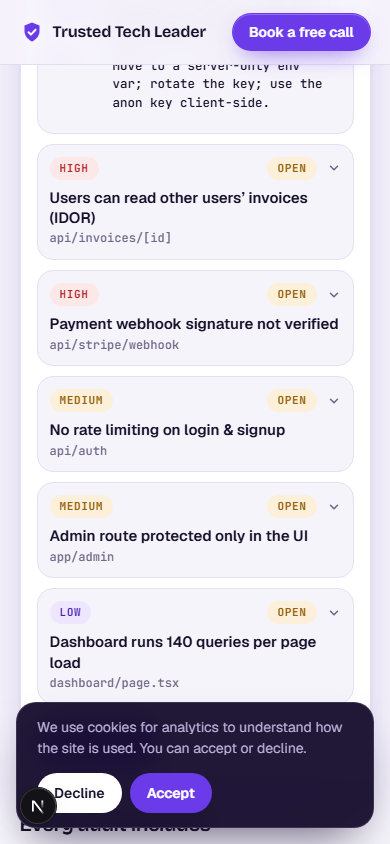 Trusted Tech Leader
Book a free call
Move to a server-only env
var; rotate the key; use the
anon key client-side.
HIGH
OPEN
Users can read other users’ invoices
(IDOR)
api/invoices/[id]
HIGH
OPEN
Payment webhook signature not verified
api/stripe/webhook
MEDIUM
OPEN
No rate limiting on login & signup
api/auth
MEDIUM
OPEN
Admin route protected only in the UI
app/admin
LOW
OPEN
Dashboard runs 140 queries per page
load
dashboard/page.tsx
We use cookies for analytics to understand how
the site is used. You can accept or decline.
Decline
Accept
N
Every audit includes